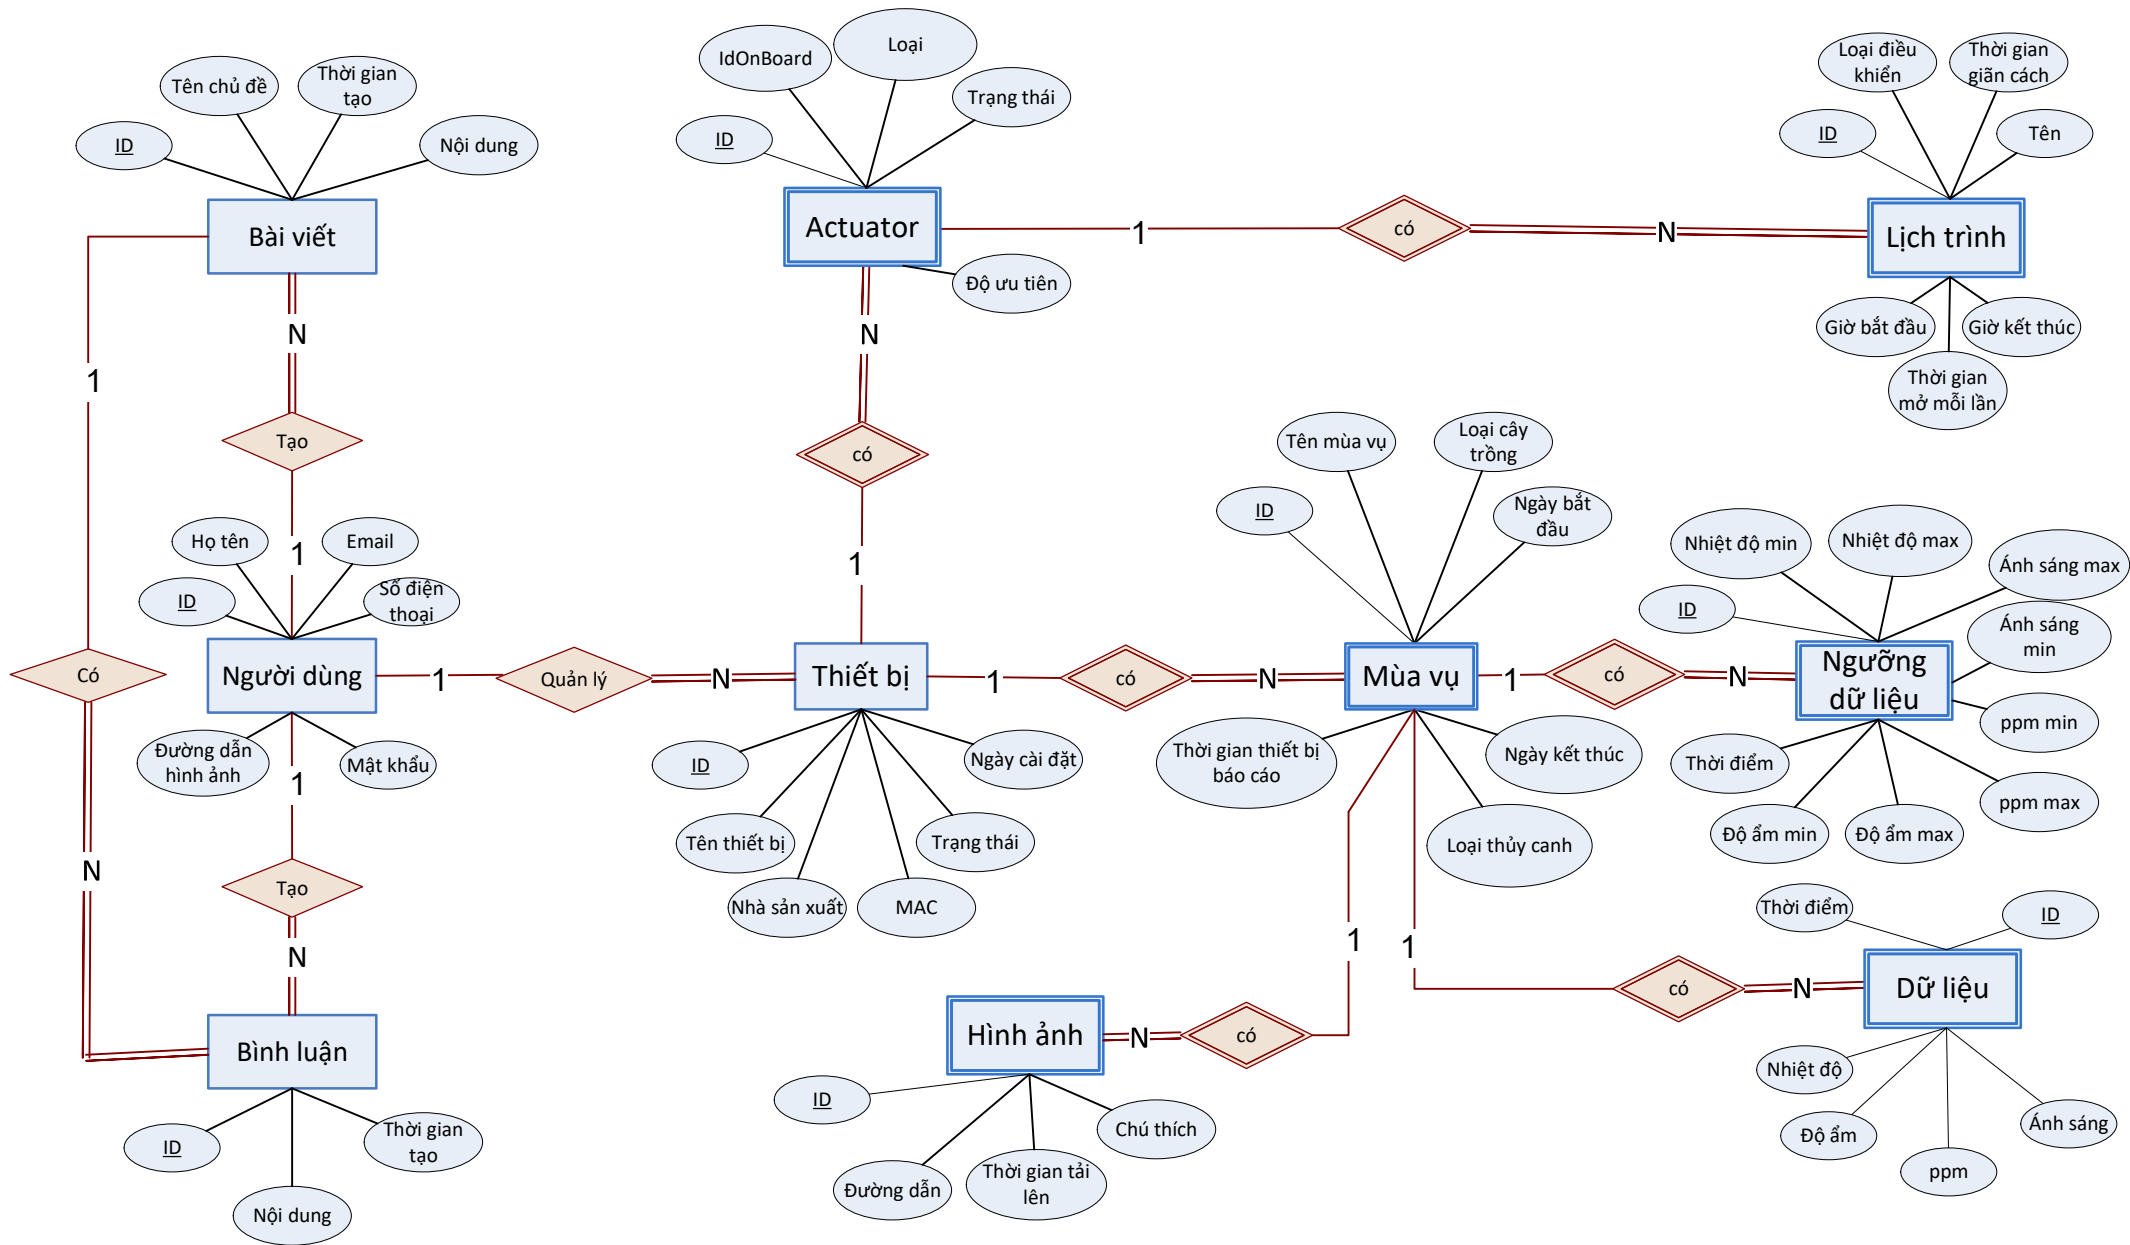 Tên chủ đề
Thời gian
tạo
ID
Nội dung
Bài viết
IdOnBoard
Loại
Trạng thái
ID
Actuator
Độ ưu tiên
1
có
N
Loại điều
khiển
Thời gian
giãn cách
ID
Tên
Lịch trình
Giờ bắt đầu
Giờ kết thúc
Thời gian
mở mỗi lần
N
1
N
Tạo
1
có
1
Họ tên
Email
ID
Số điện
thoại
Người dùng
Đường dẫn
hình ảnh
Mật khẩu
Có
1
Quản lý
N
Thiết bị
ID
Ngày cài đặt
Tên thiết bị
Trạng thái
Nhà sản xuất
MAC
1
có
N
Tên mùa vụ
Loại cây
trồng
ID
Ngày bắt
đầu
Mùa vụ
Thời gian thiết bị
báo cáo
Ngày kết thúc
Loại thủy canh
1
có
N
Nhiệt độ min
Nhiệt độ max
Ánh sáng max
ID
Ánh sáng
min
Ngưỡng
dữ liệu
ppm min
Thời điểm
ppm max
Độ ẩm min
Độ ẩm max
1
N
Tạo
N
Bình luận
ID
Thời gian
tạo
Nội dung
1
1
Hình ảnh
N
có
ID
Chú thích
Đường dẫn
Thời gian tải
lên
có
N
Thời điểm
ID
Dữ liệu
Nhiệt độ
Độ ẩm
ppm
Ánh sáng